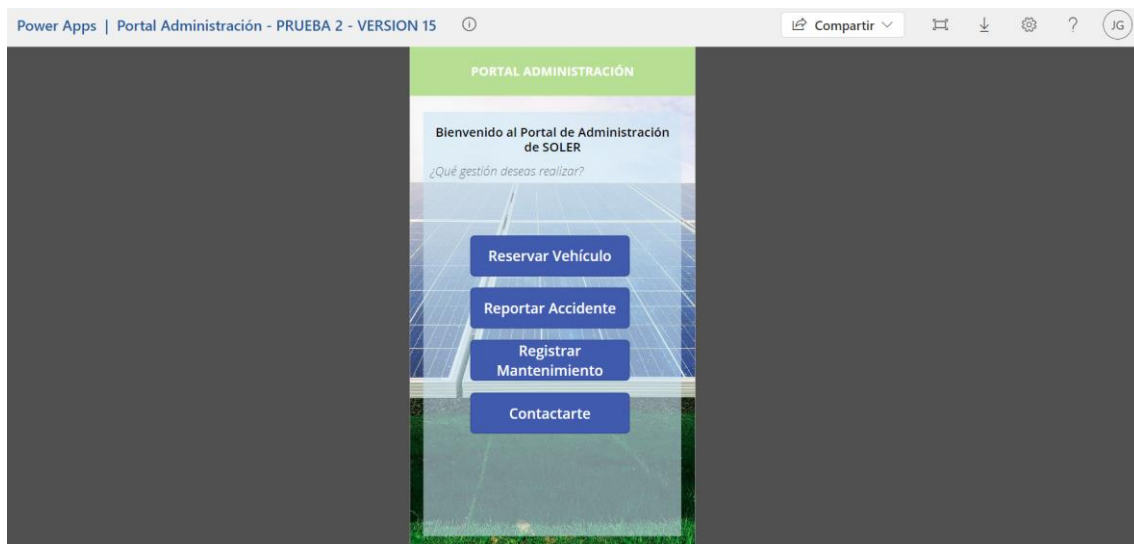 Power Apps | Portal Administración - PRUEBA 2 - VERSION 15
Compartir
?
JG
PORTAL ADMINISTRACIÓN
Bienvenido al Portal de Administración
de SOLER
¿Qué gestión deseas realizar?
Reservar Vehículo
Reportar Accidente
Registrar
Mantenimiento
Contactarte